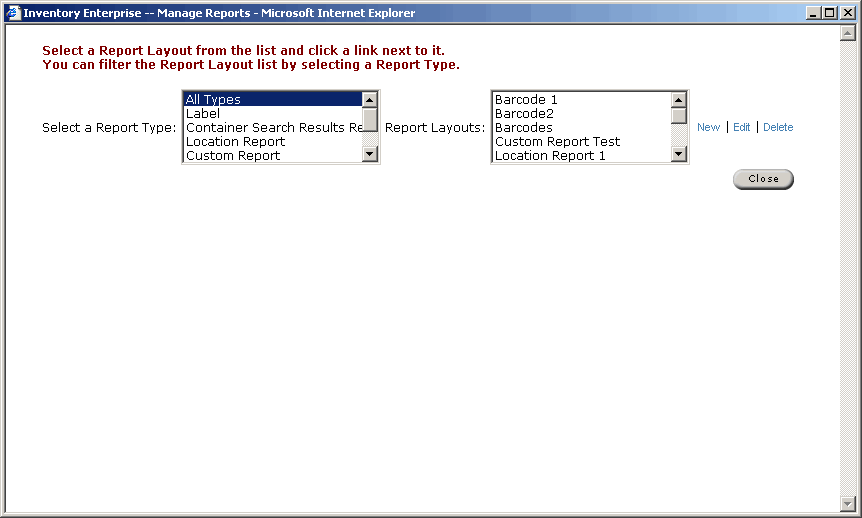 Inventory Enterprise -- Manage Reports - Microsoft Internet Explorer
Select a Report Layout from the list and click a link next to it.
You can filter the Report Layout list by selecting a Report Type.
Select a Report Type:
All Types
Label
Container Search Results Re
Location Report
Custom Report
Report Layouts:
Barcode 1
Barcode2
Barcodes
Custom Report Test
Location Report 1
New | Edit | Delete
Close